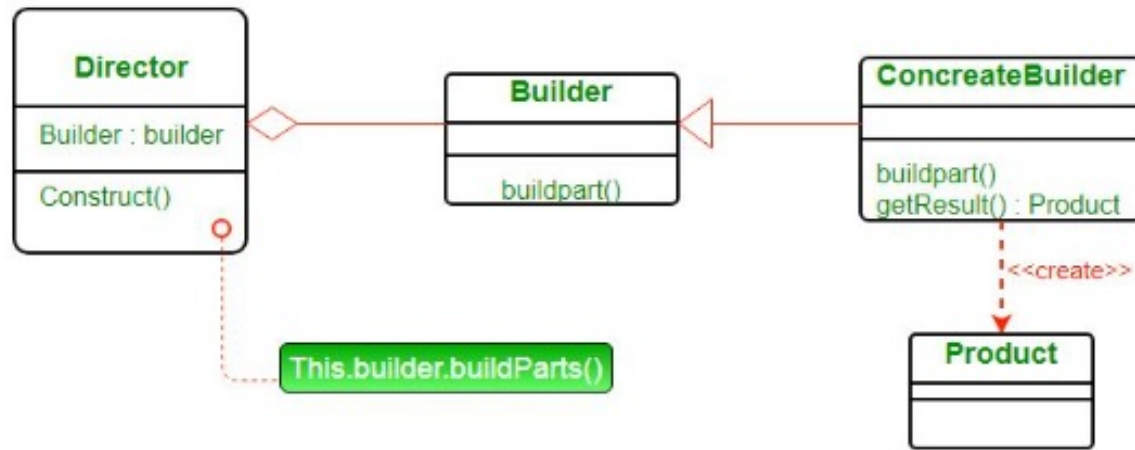 Director
Builder : builder
Construct()
This.builder.buildParts()
Builder
buildpart()
ConcreateBuilder
buildpart()
getResult() : Product
<<create>>
Product